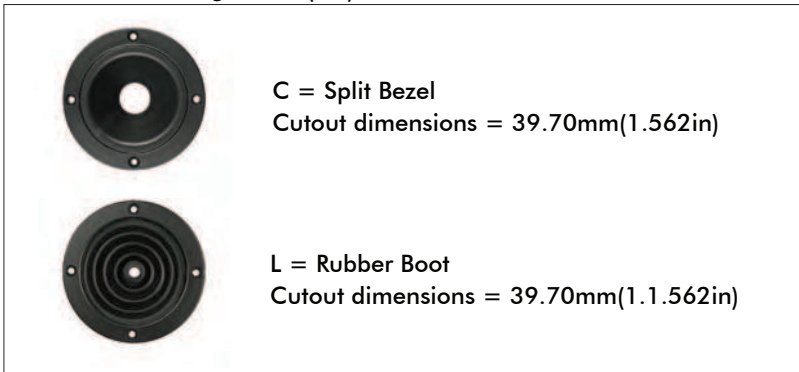 C = Split Bezel
Cutout dimensions = 39.70mm(1.562in)
L = Rubber Boot
Cutout dimensions = 39.70mm(1.1.562in)